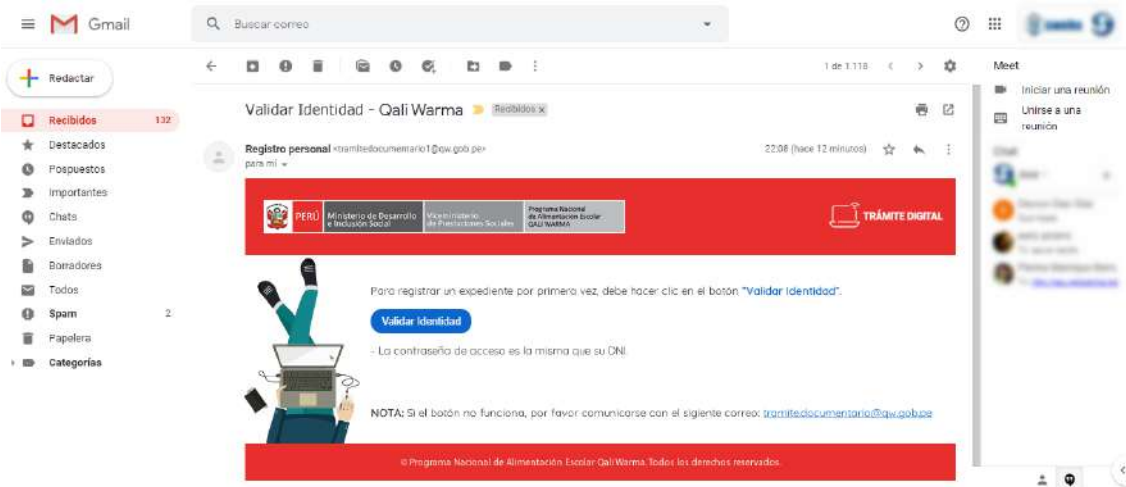 Gmail
Buscar correo
Redactar
1 de 1.118
Meet
Iniciar una reunión
Unirse a una
reunión
Chat
Recibidos 132
Destacados
Pospuestos
Importantes
Chats
Enviados
Borradores
Todos
Spam 2
Papelera
Categorías
Validar Identidad - Qali Warma
Recibidos x
Registro personal <tramitedocumentario1@qw.gob.pe>
22:08 (hace 12 minutos)
para mí
PERÚ
Ministerio de Desarrollo
e Inclusión Social
Viceministerio
de Prestaciones Sociales
Programa Nacional
de Alimentación Escolar
QALI WARMA
TRÁMITE DIGITAL
Para registrar un expediente por primera vez, debe hacer clic en el botón "Validar Identidad".
Validar Identidad
- La contraseña de acceso es la misma que su DNI.
NOTA: Si el botón no funciona, por favor comunicarse con el sigiente correo: tramite.documentario@qw.gob.pe
© Programa Nacional de Alimentación Escolar Qali Warma. Todos los derechos reservados.